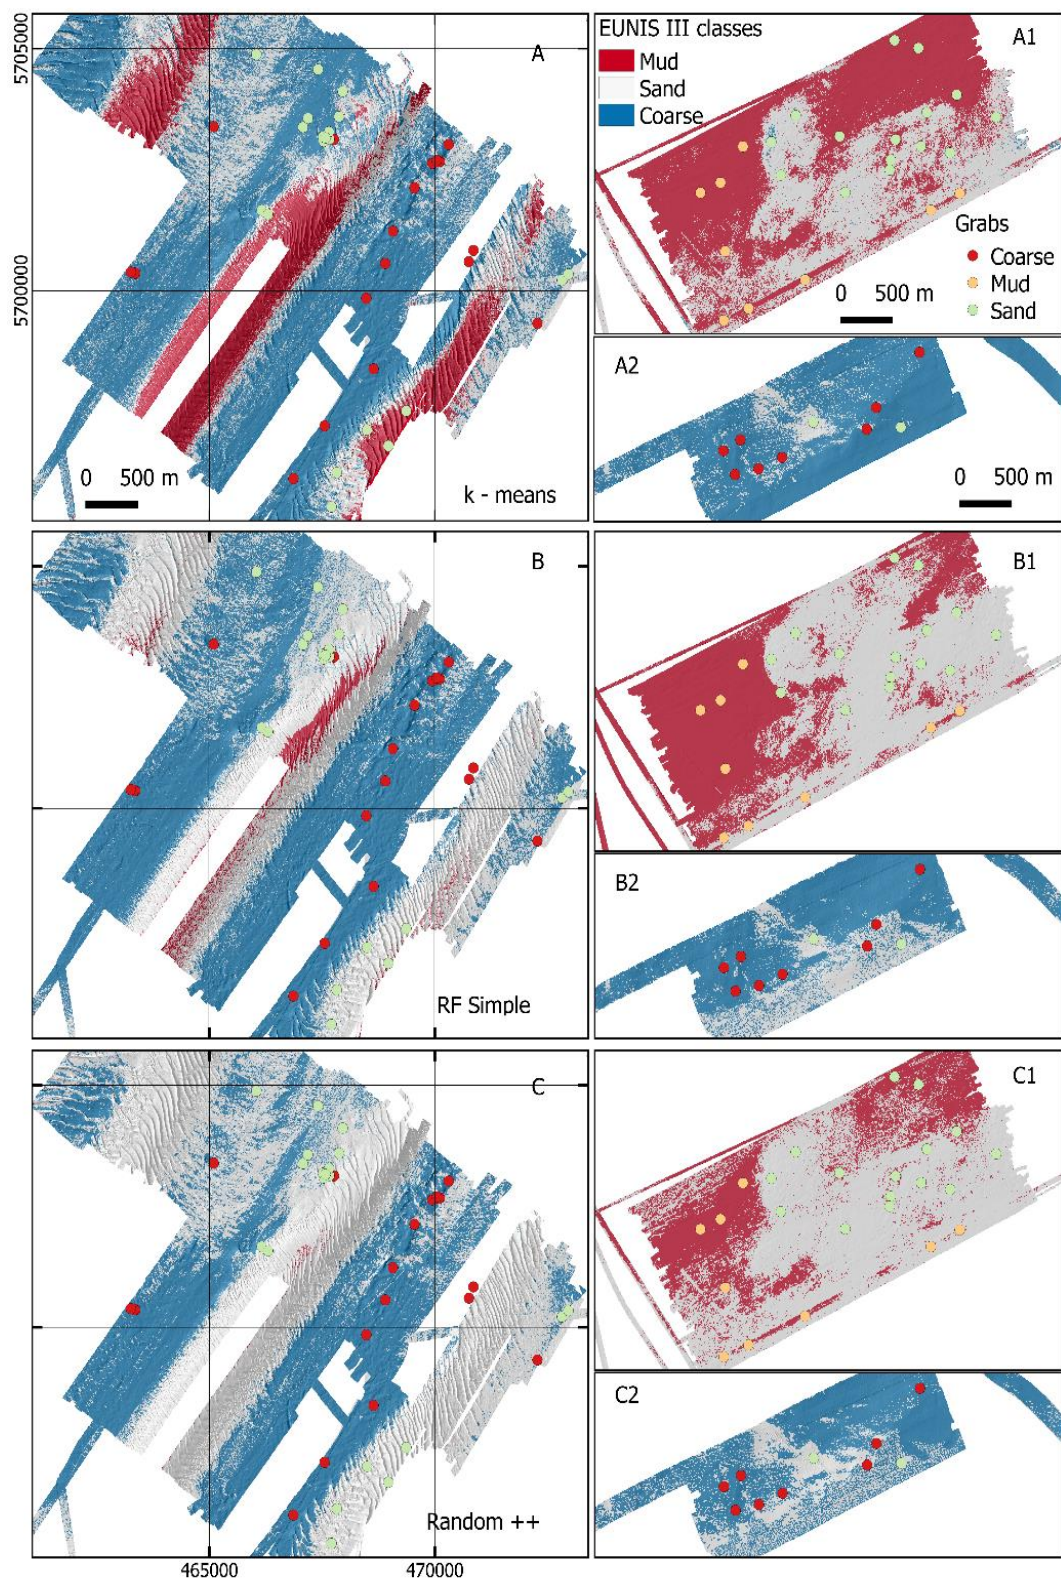 A
5705000
5700000
0 500 m
k - means
EUNIS III classes
Mud
Sand
Coarse
A1
Grabs
Coarse
Mud
Sand
0 500 m
A2
0 500 m
B
RF Simple
B1
B2
C
Random ++
465000 470000
C1
C2